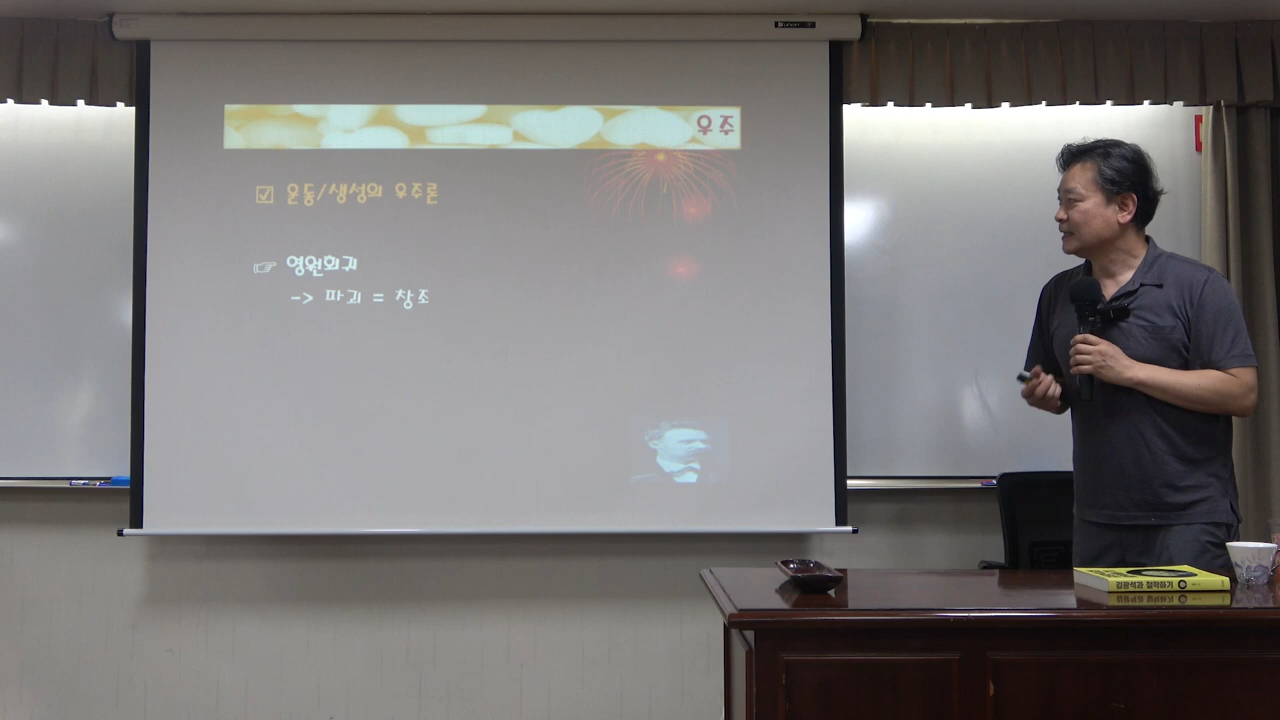 우주
☑ 운동/생성의 우주론
☞ 영원회귀
-> 파괴 = 창조
김광석과 철학하기